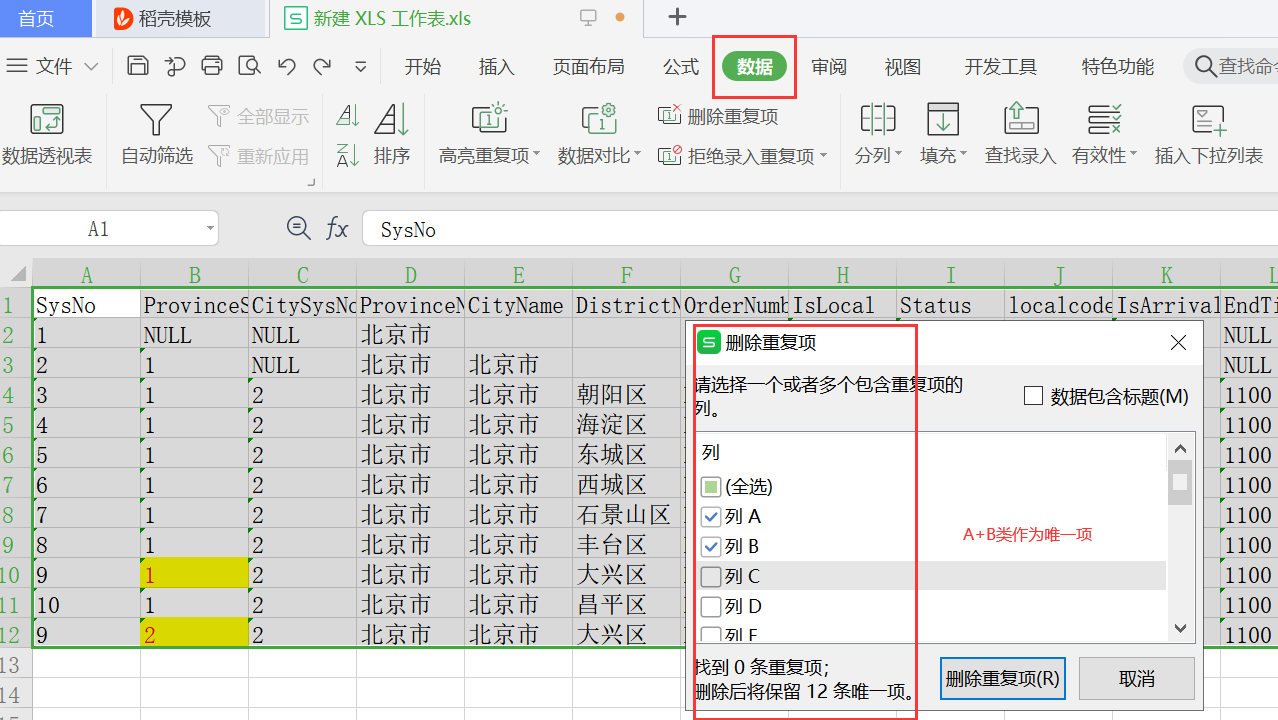 首页 稻壳模板 S 新建 XLS 工作表.xls +
文件 开始 插入 页面布局 公式 数据 审阅 视图 开发工具 特色功能 查找命令
全部显示 删除重复项
数据透视表 自动筛选 重新应用 排序 高亮重复项 数据对比 拒绝录入重复项 分列 填充 查找录入 有效性 插入下拉列表
A1 fx SysNo
A B C D E F G H I J K L
1 SysNo ProvinceS CitySysNo ProvinceN CityName DistrictN OrderNumb IsLocal Status localcode IsArrival EndTi
2 1 NULL NULL 北京市 NULL
3 2 1 NULL 北京市 北京市 NULL
4 3 1 2 北京市 北京市 朝阳区 1100
5 4 1 2 北京市 北京市 海淀区 1100
6 5 1 2 北京市 北京市 东城区 1100
7 6 1 2 北京市 北京市 西城区 1100
8 7 1 2 北京市 北京市 石景山区 1100
9 8 1 2 北京市 北京市 丰台区 1100
10 9 1 2 北京市 北京市 大兴区 1100
11 10 1 2 北京市 北京市 昌平区 1100
12 9 2 2 北京市 北京市 大兴区 1100
13
14
S 删除重复项
请选择一个或者多个包含重复项的
列。
数据包含标题(M)
列
(全选)
列 A
列 B
列 C
列 D
列 E
A+B类作为唯一项
找到 0 条重复项；
删除后将保留 12 条唯一项。
删除重复项(R) 取消